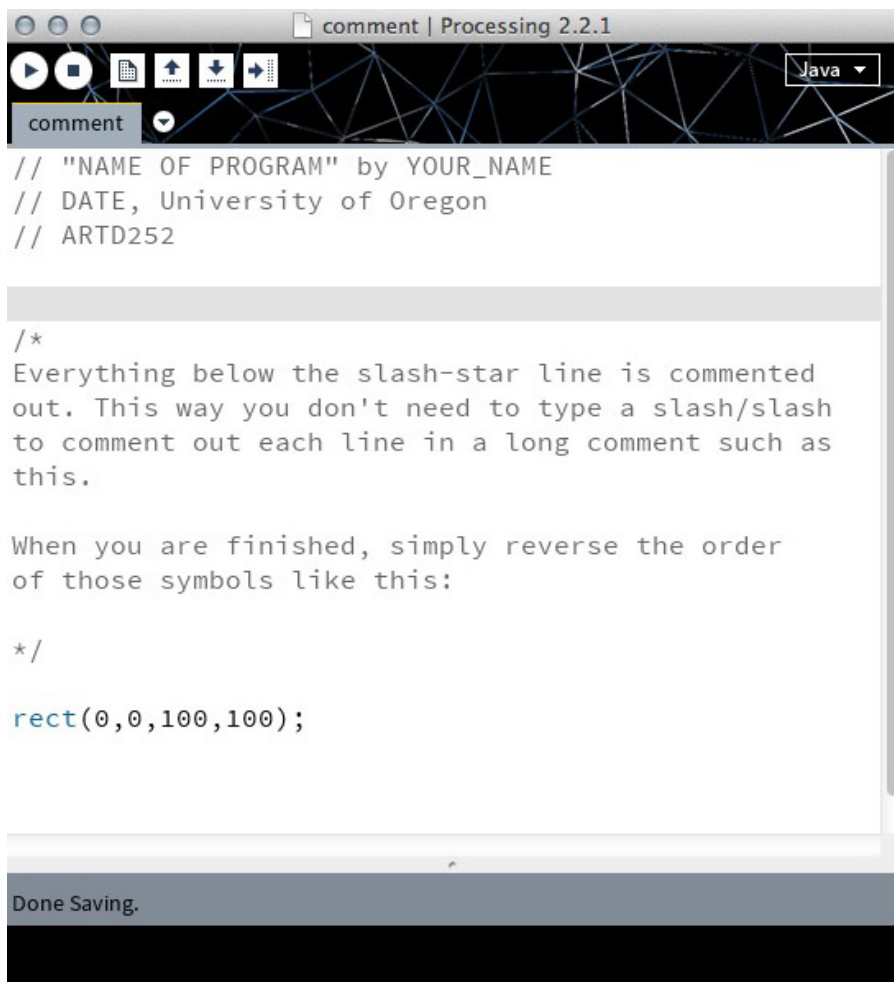 comment | Processing 2.2.1
Java
comment
// "NAME OF PROGRAM" by YOUR_NAME
// DATE, University of Oregon
// ARTD252
/*
Everything below the slash-star line is commented
out. This way you don't need to type a slash/slash
to comment out each line in a long comment such as
this.
When you are finished, simply reverse the order
of those symbols like this:
*/
rect(0,0,100,100);
Done Saving.